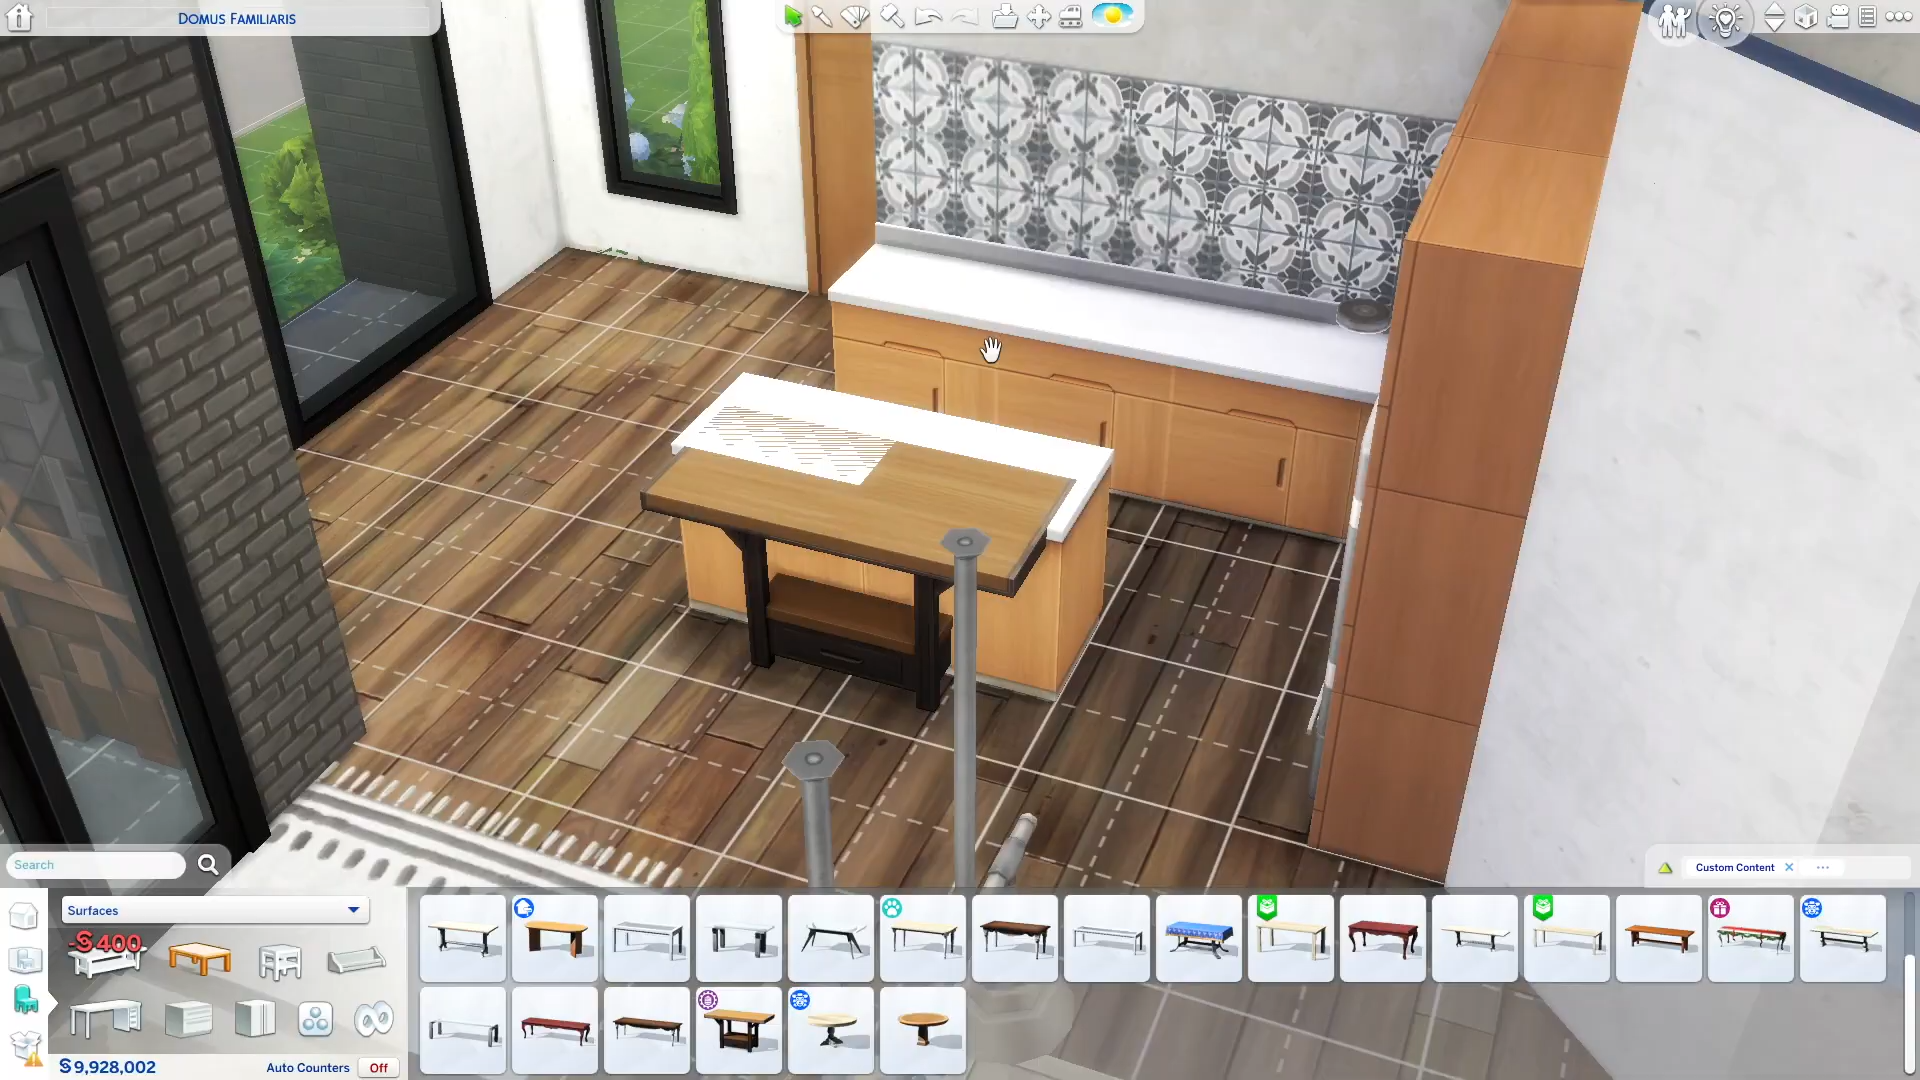 DOMUS FAMILIARIS
Search
Custom Content
Surfaces
-§400
§9,928,002
Auto Counters
Off